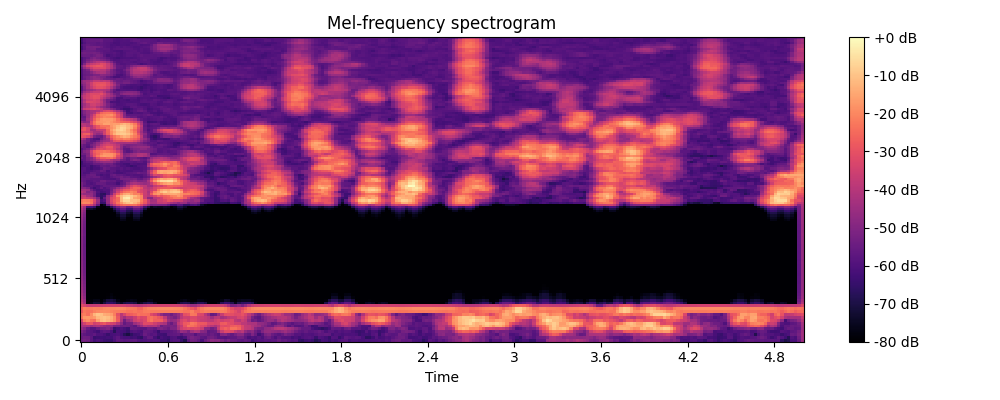 Mel-frequency spectrogram
+0 dB
4096
-10 dB
-20 dB
2048
-30 dB
Hz
-40 dB
1024
-50 dB
512
-60 dB
-70 dB
0
-80 dB
0 0.6 1.2 1.8 2.4 3 3.6 4.2 4.8
Time